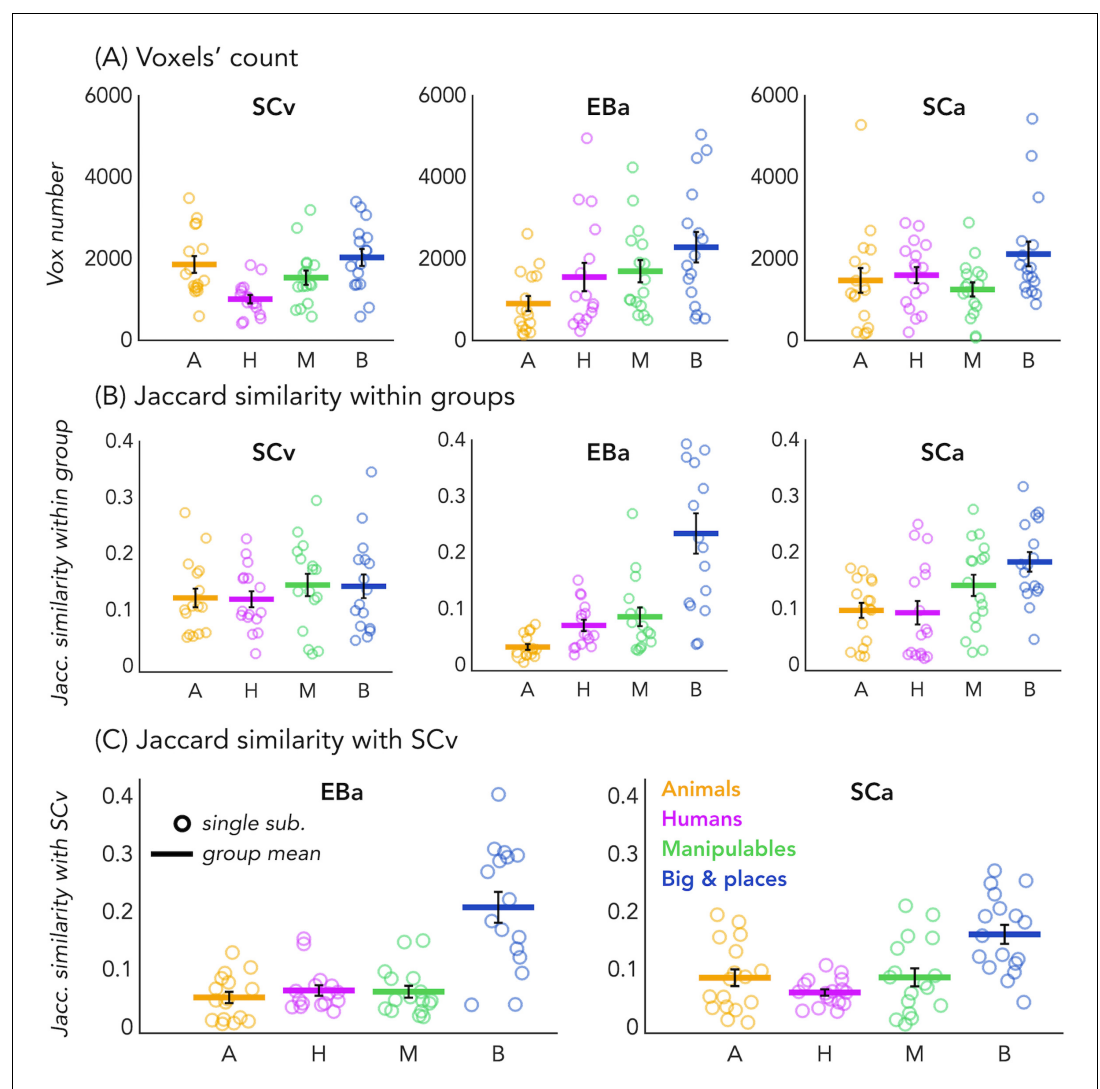 (A) Voxels' count
SCv
EBa
SCa
Vox number
6000
4000
2000
0
A H M B
6000
4000
2000
0
A H M B
6000
4000
2000
0
A H M B
(B) Jaccard similarity within groups
SCv
EBa
SCa
Jacc. similarity within group
0.4
0.3
0.2
0.1
0
A H M B
0.4
0.3
0.2
0.1
0
A H M B
0.4
0.3
0.2
0.1
0
A H M B
(C) Jaccard similarity with SCv
Jacc. similarity with SCv
EBa
single sub.
group mean
0.4
0.3
0.2
0.1
0
A H M B
SCa
Animals
Humans
Manipulables
Big & places
0.4
0.3
0.2
0.1
0
A H M B